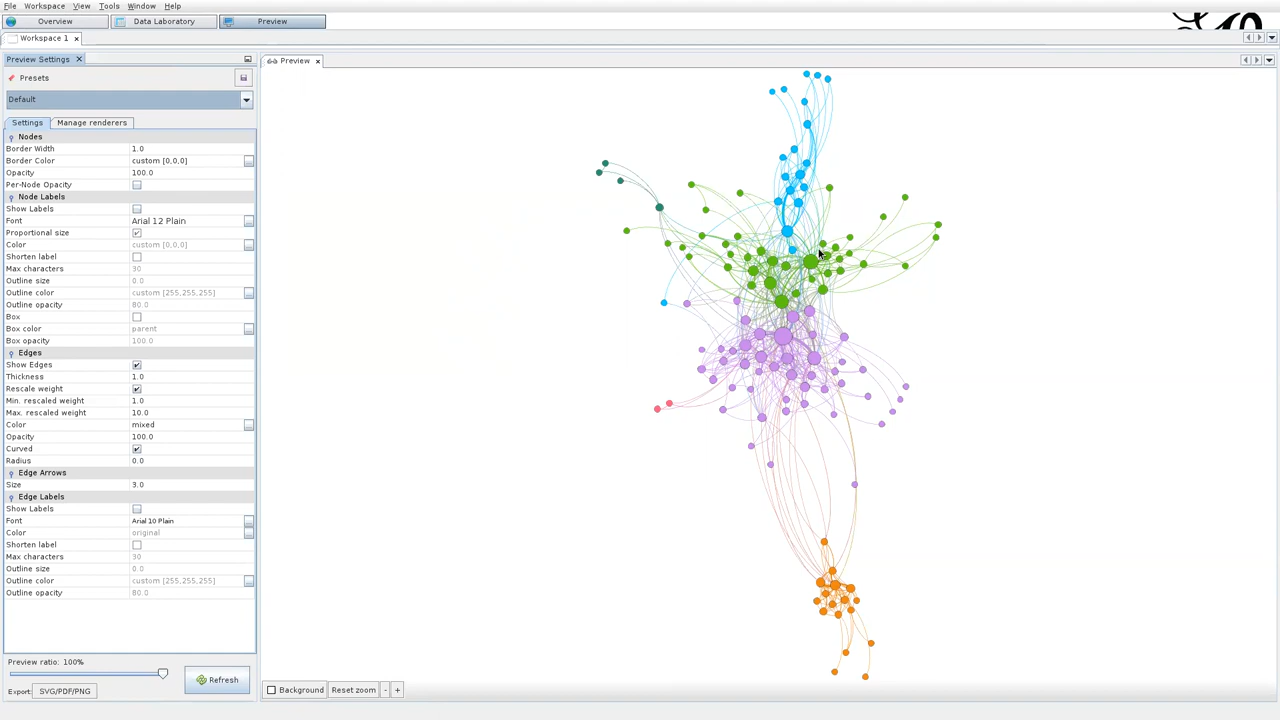 File Workspace View Tools Window Help
Overview Data Laboratory Preview
Workspace 1
Preview Settings
Preview
Presets
Default
Settings Manage renderers
Nodes
Border Width 1.0
Border Color custom [0,0,0]
Opacity 100.0
Per-Node Opacity
Node Labels
Show Labels
Font Arial 12 Plain
Proportional size
Color custom [0,0,0]
Shorten label
Max characters 30
Outline size 0.0
Outline color custom [255,255,255]
Outline opacity 80.0
Box
Box color parent
Box opacity 100.0
Edges
Show Edges
Thickness 1.0
Rescale weight
Min. rescaled weight 1.0
Max. rescaled weight 10.0
Color mixed
Opacity 100.0
Curved
Radius 0.0
Edge Arrows
Size 3.0
Edge Labels
Show Labels
Font Arial 10 Plain
Color original
Shorten label
Max characters 30
Outline size 0.0
Outline color custom [255,255,255]
Outline opacity 80.0
Preview ratio: 100%
Refresh
Export: SVG/PDF/PNG
Background Reset zoom - +